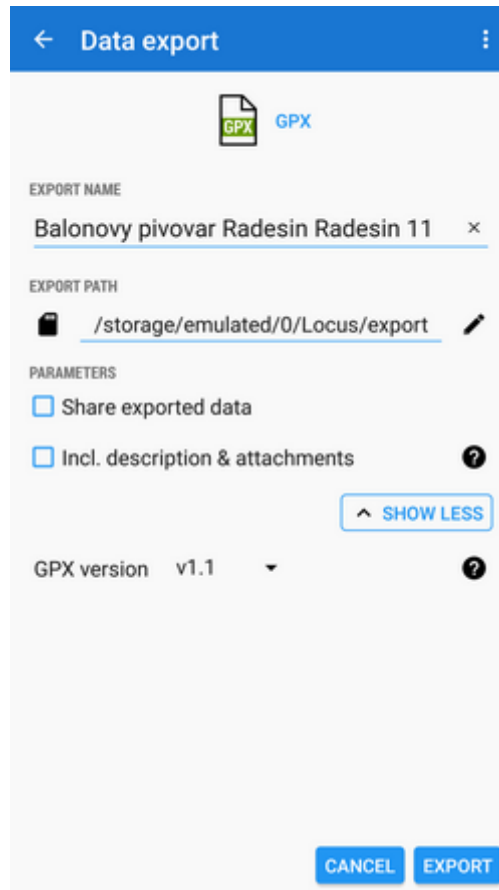 Data export
GPX
GPX
EXPORT NAME
Balonovy pivovar Radesin Radesin 11
EXPORT PATH
/storage/emulated/0/Locus/export
PARAMETERS
Share exported data
Incl. description & attachments
SHOW LESS
GPX version v1.1
CANCEL EXPORT